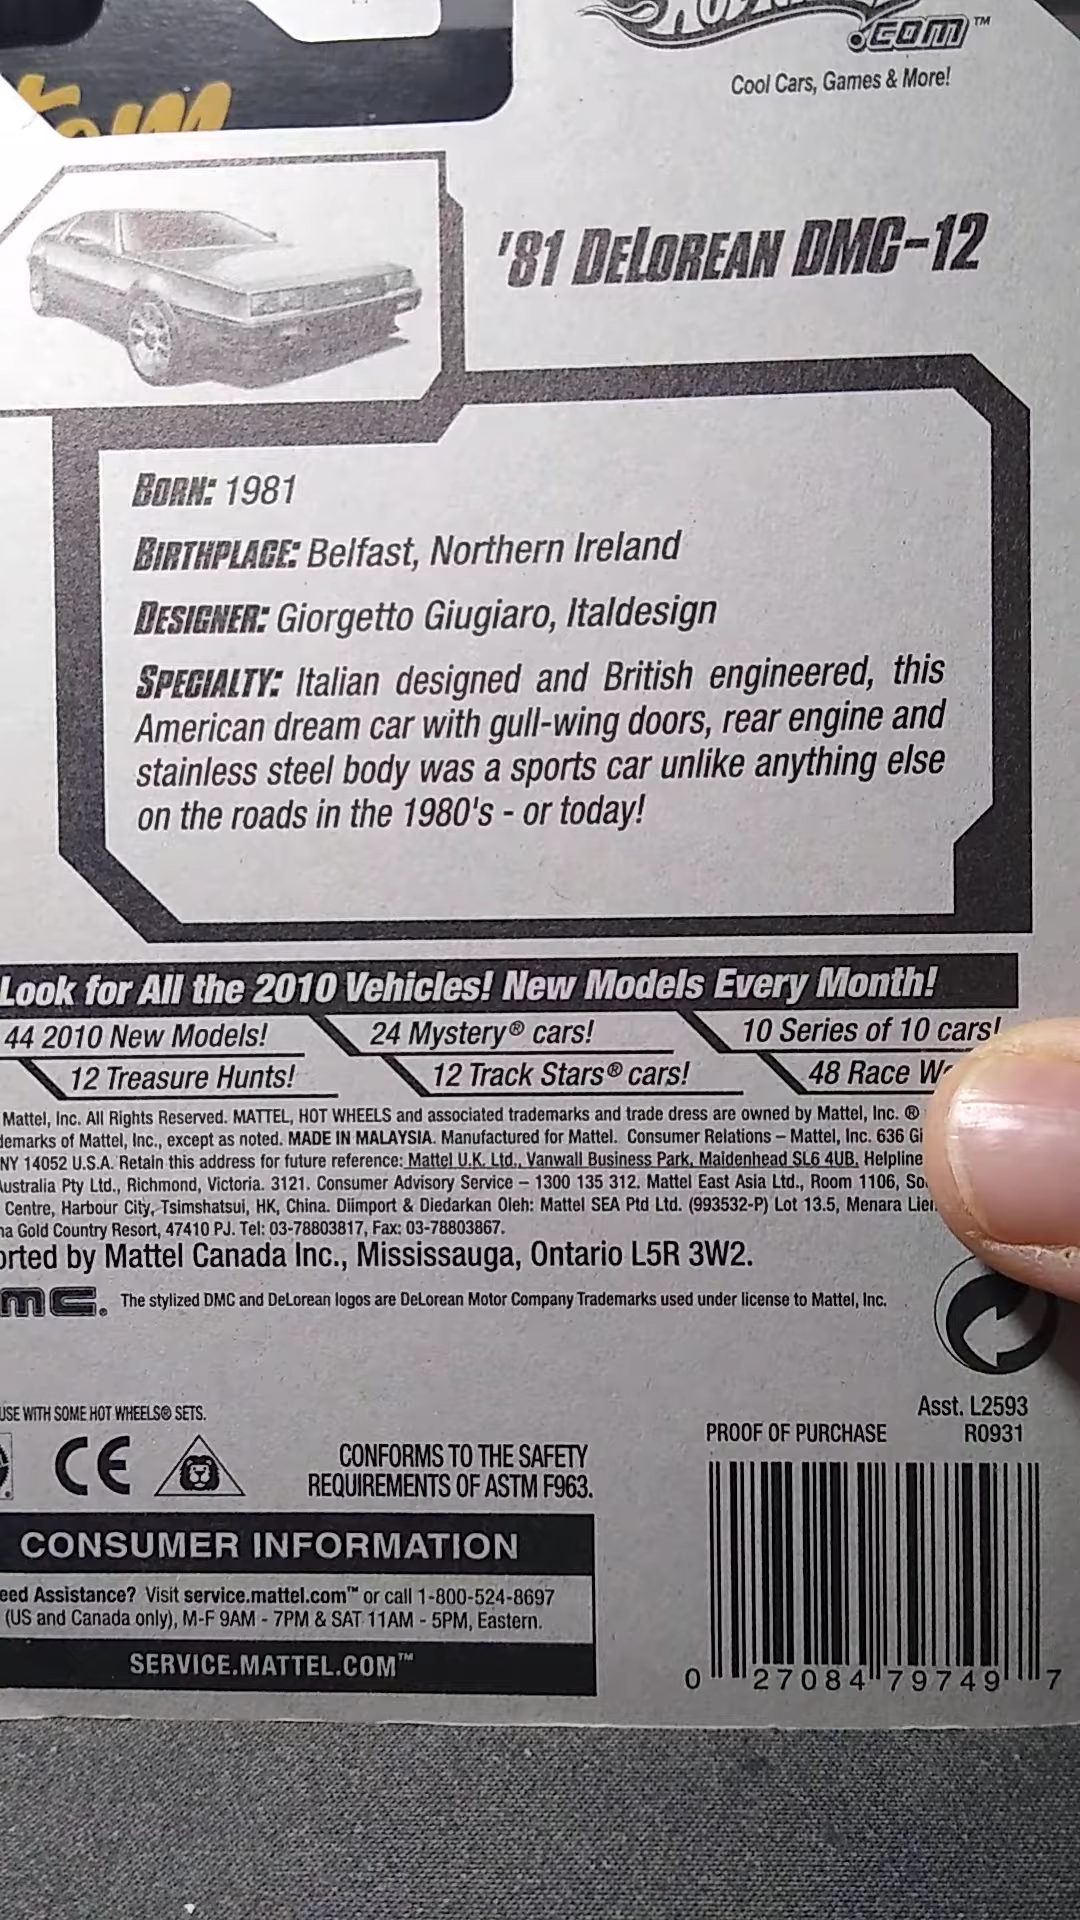 .COM™
Cool Cars, Games & More!
'81 DELOREAN DMC-12
BORN: 1981
BIRTHPLACE: Belfast, Northern Ireland
DESIGNER: Giorgetto Giugiaro, Italdesign
SPECIALTY: Italian designed and British engineered, this
American dream car with gull-wing doors, rear engine and
stainless steel body was a sports car unlike anything else
on the roads in the 1980's - or today!
Look for All the 2010 Vehicles! New Models Every Month!
44 2010 New Models! 24 Mystery® cars! 10 Series of 10 cars!
12 Treasure Hunts! 12 Track Stars® cars! 48 Race
Mattel, Inc. All Rights Reserved. MATTEL, HOT WHEELS and associated trademarks and trade dress are owned by Mattel, Inc. ®
of Mattel, Inc., except as noted. MADE IN MALAYSIA. Manufactured for Mattel. Consumer Relations – Mattel, Inc. 636
NY 14052 U.S.A. Retain this address for future reference: Mattel U.K. Ltd., Vanwall Business Park, Maidenhead SL6 4UB. Helpline
Australia Pty Ltd., Richmond, Victoria. 3121. Consumer Advisory Service – 1300 135 312. Mattel East Asia Ltd., Room 1106,
Centre, Harbour City, Tsimshatsui, HK, China. Diimport & Diedarkan Oleh: Mattel SEA Ptd Ltd. (993532-P) Lot 13.5, Menara
Gold Country Resort, 47410 PJ. Tel: 03-78803817, Fax: 03-78803867.
by Mattel Canada Inc., Mississauga, Ontario L5R 3W2.
The stylized DMC and DeLorean logos are DeLorean Motor Company Trademarks used under license to Mattel, Inc.
USE WITH SOME HOT WHEELS® SETS.
CE
CONFORMS TO THE SAFETY
REQUIREMENTS OF ASTM F963.
Asst. L2593
PROOF OF PURCHASE R0931
CONSUMER INFORMATION
Assistance? Visit service.mattel.com™ or call 1-800-524-8697
(US and Canada only), M-F 9AM - 7PM & SAT 11AM - 5PM, Eastern.
SERVICE.MATTEL.COM™
0 27084 79749 7